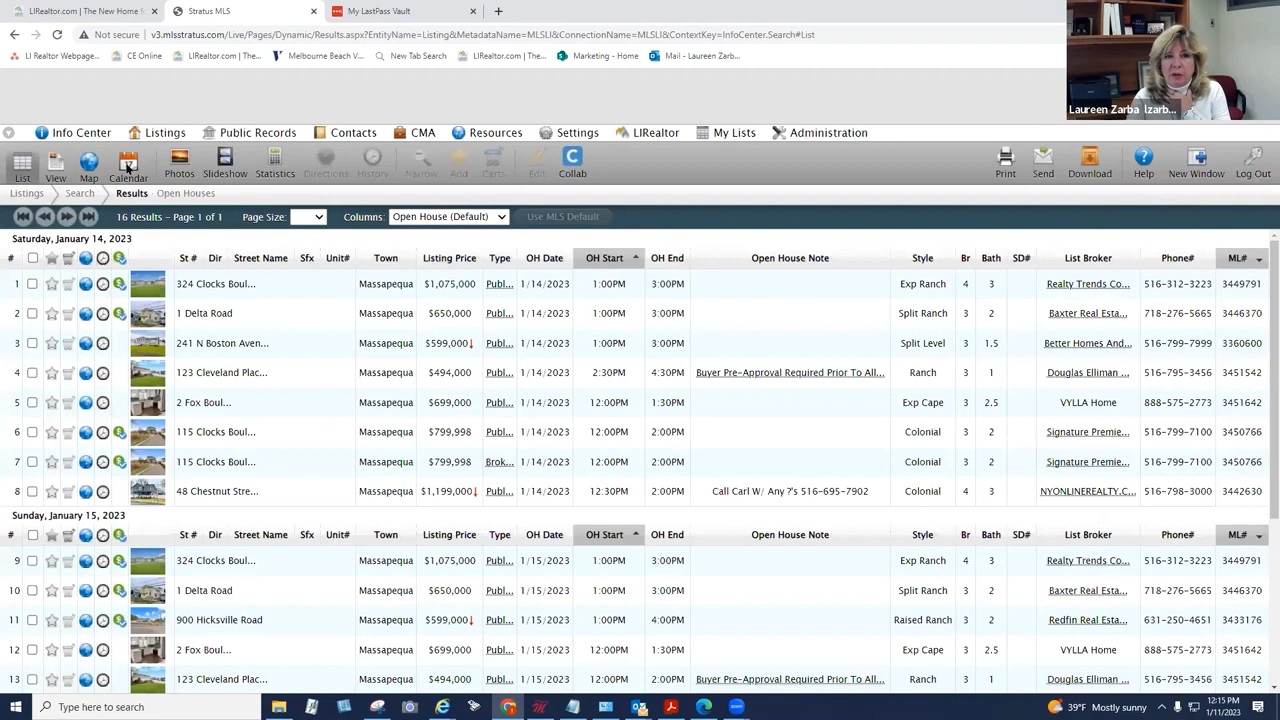 LIRealtor.com | The New Home f
Stratus MLS
My LastPass Vault
Not secure
v3.mlsstratus.com/Live/Pages/Dynamic/Results.asp
tyName=L
ataName=MLSLI&ConnectionName=MLSLI&ContextKey=InfoCenter.Search#List
LI Realtor Webpage...
CE Online
LIRealtor.com | The...
Melbourne Beach V...
New Tab Search
LIRealtor.com | The...
Marketing - Home
Mail - Laureen Zarb...
Laureen Zarba lzarb...
Info Center Listings Public Records Contacts CMA Resources Settings LIRealtor My Lists Administration
List View Map Calendar Photos Slideshow Statistics Directions History Narrow Add Carts Edit Collab Print Send Download Help New Window Log Out
Listings Search Results · Open Houses
16 Results - Page 1 of 1 Page Size: Columns: Open House (Default) Use MLS Default
Saturday, January 14, 2023
# St # Dir Street Name Sfx Unit# Town Listing Price Type OH Date OH Start OH End Open House Note Style Br Bath SD# List Broker Phone# ML#
1 324 Clocks Boul... Massapequa $1,075,000 Publ... 1/14/2023 1:00PM 3:00PM Exp Ranch 4 3 Realty Trends Co... 516-312-3223 3449791
2 1 Delta Road Massapequa $650,000 Publ... 1/14/2023 1:00PM 3:00PM Split Ranch 3 2 Baxter Real Esta... 718-276-5665 3446370
3 241 N Boston Aven... Massapequa $599,000↓ Publ... 1/14/2023 1:00PM 3:00PM Split Level 3 1.5 Better Homes And... 516-799-7999 3360600
4 123 Cleveland Plac... Massapequa $494,000 Publ... 1/14/2023 2:30PM 4:30PM Buyer Pre-Approval Required Prior To All... Ranch 3 1 Douglas Elliman ... 516-795-3456 3451542
5 2 Fox Boul... Massapequa $699,000 Publ... 1/14/2023 12:00PM 1:30PM Exp Cape 3 2.5 VYLLA Home 888-575-2773 3451642
6 115 Clocks Boul... Massapequa $799,998 Publ... 1/14/2023 12:00PM 2:00PM Colonial 3 2 Signature Premie... 516-799-7100 3450766
7 115 Clocks Boul... Massapequa $799,998 Brok... 1/14/2023 12:00PM 2:00PM Colonial 3 2 Signature Premie... 516-799-7100 3450766
8 48 Chestnut Stre... Massapequa $1,199,000↓ Publ... 1/14/2023 :30PM 2:00PM Call Carl W/ Any ?'s 516-695-7902 Colonial 4 3 NYONLINEREALTY.C... 516-798-3000 3442630
Sunday, January 15, 2023
# St # Dir Street Name Sfx Unit# Town Listing Price Type OH Date OH Start OH End Open House Note Style Br Bath SD# List Broker Phone# ML#
9 324 Clocks Boul... Massapequa $1,075,000 Publ... 1/15/2023 1:00PM 3:00PM Exp Ranch 4 3 Realty Trends Co... 516-312-3223 3449791
10 1 Delta Road Massapequa $650,000 Publ... 1/15/2023 1:00PM 3:00PM Split Ranch 3 2 Baxter Real Esta... 718-276-5665 3446370
11 900 Hicksville Road Massapequa $599,000↓ Publ... 1/15/2023 1:00PM 4:00PM Raised Ranch 3 2 Redfin Real Esta... 631-250-4651 3433176
12 2 Fox Boul... Massapequa $699,000 Publ... 1/15/2023 12:00PM 1:30PM Exp Cape 3 2.5 VYLLA Home 888-575-2773 3451642
13 123 Cleveland Plac... Massapequa $494,000 Publ... 1/15/2023 1:00PM 3:00PM Buyer Pre-Approval Required Prior To All... Ranch 3 1 Douglas Elliman ... 516-795-3456 3451542
Type here to search
39°F Mostly sunny
12:15 PM
1/11/2023